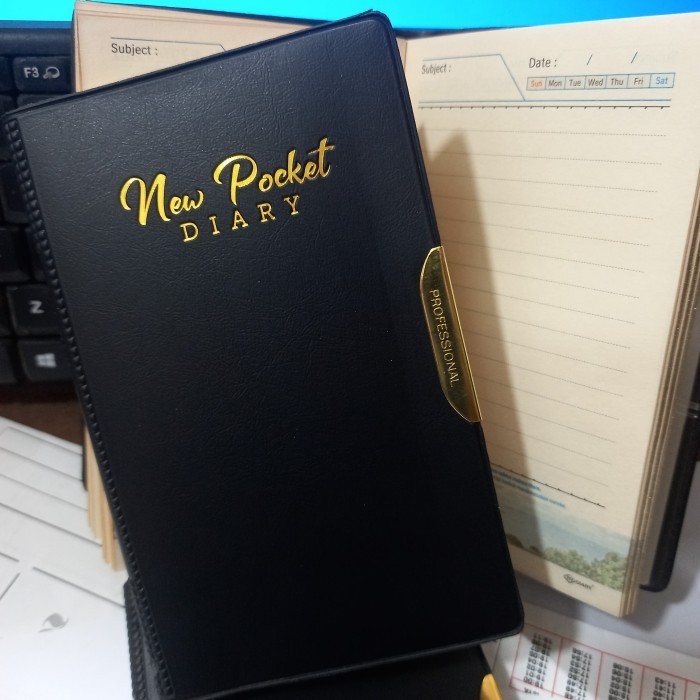 F3
Subject :
Subject :
Date : / /
Sun Mon Tue Wed Thu Fri Sat
New Pocket
DIARY
PROFESSIONAL
Z